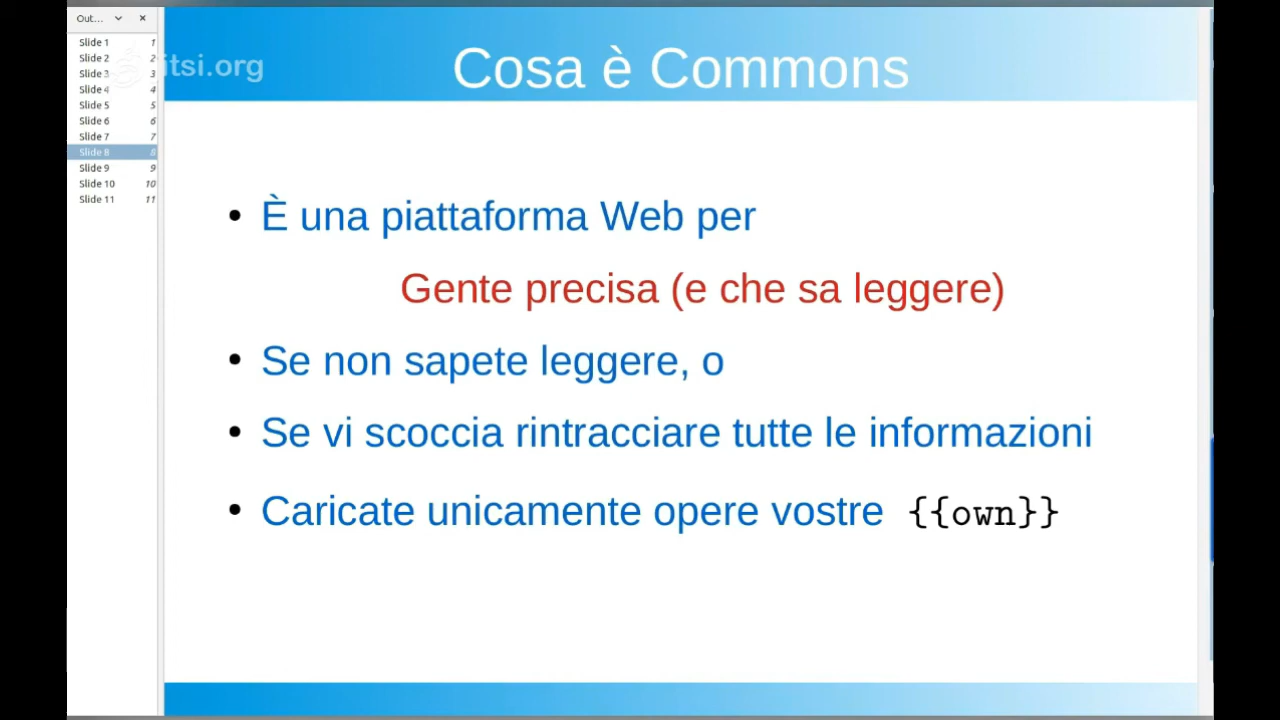 Out...
Slide 1 1
Slide 2 2
Slide 3 3
Slide 4 4
Slide 5 5
Slide 6 6
Slide 7 7
Slide 8 8
Slide 9 9
Slide 10 10
Slide 11 11
itsi.org
Cosa è Commons
• È una piattaforma Web per
Gente precisa (e che sa leggere)
• Se non sapete leggere, o
• Se vi scoccia rintracciare tutte le informazioni
• Caricate unicamente opere vostre {{own}}